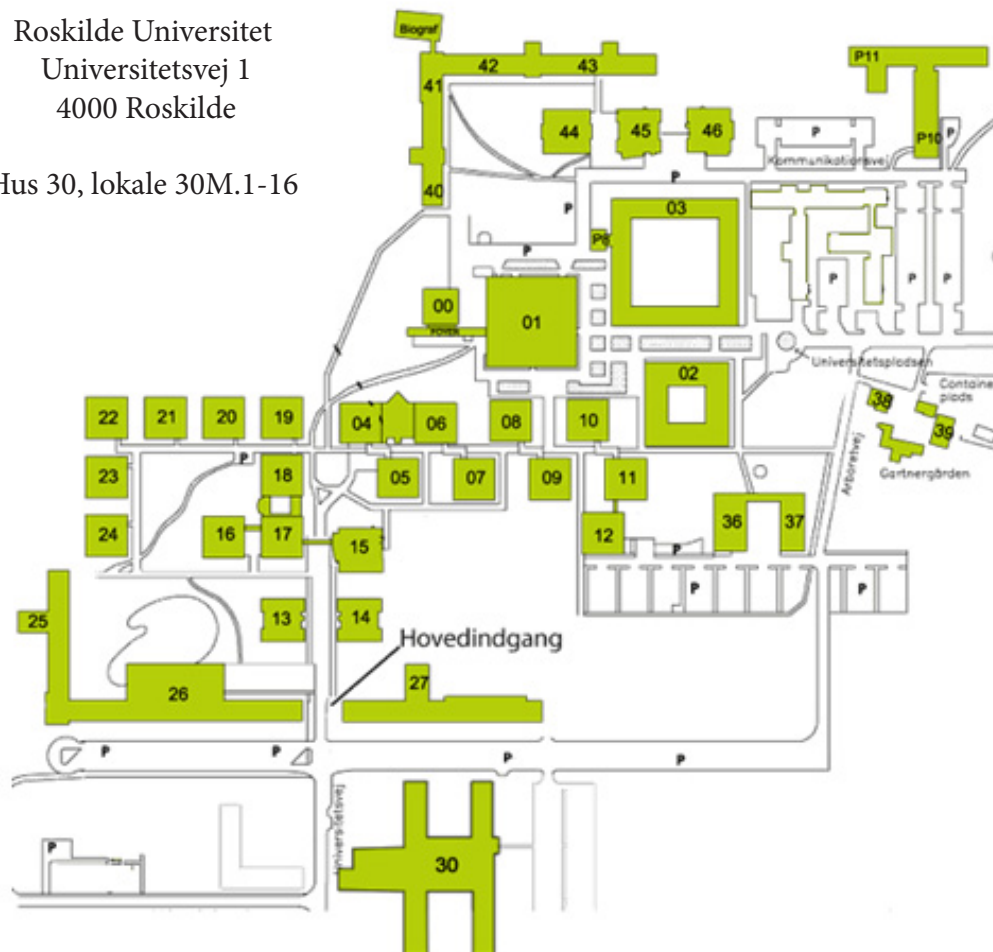 Roskilde Universitet
Universitetsvej 1
4000 Roskilde
Hus 30, lokale 30M.1-16
Biograf
42
43
41
P11
44
45
46
P
P10
Kommunikationsvej
40
P
P
03
P8
P
00
FOYER
01
P
P
P
Universitetspladsen
02
Container
plads
38
39
Gartnergården
Arboretvej
22
21
20
19
04
06
08
10
P
23
18
05
07
09
11
24
16
17
15
12
36
37
P
P
P
25
13
14
Hovedindgang
26
27
P
P
P
P
Universitetsvej
P
30